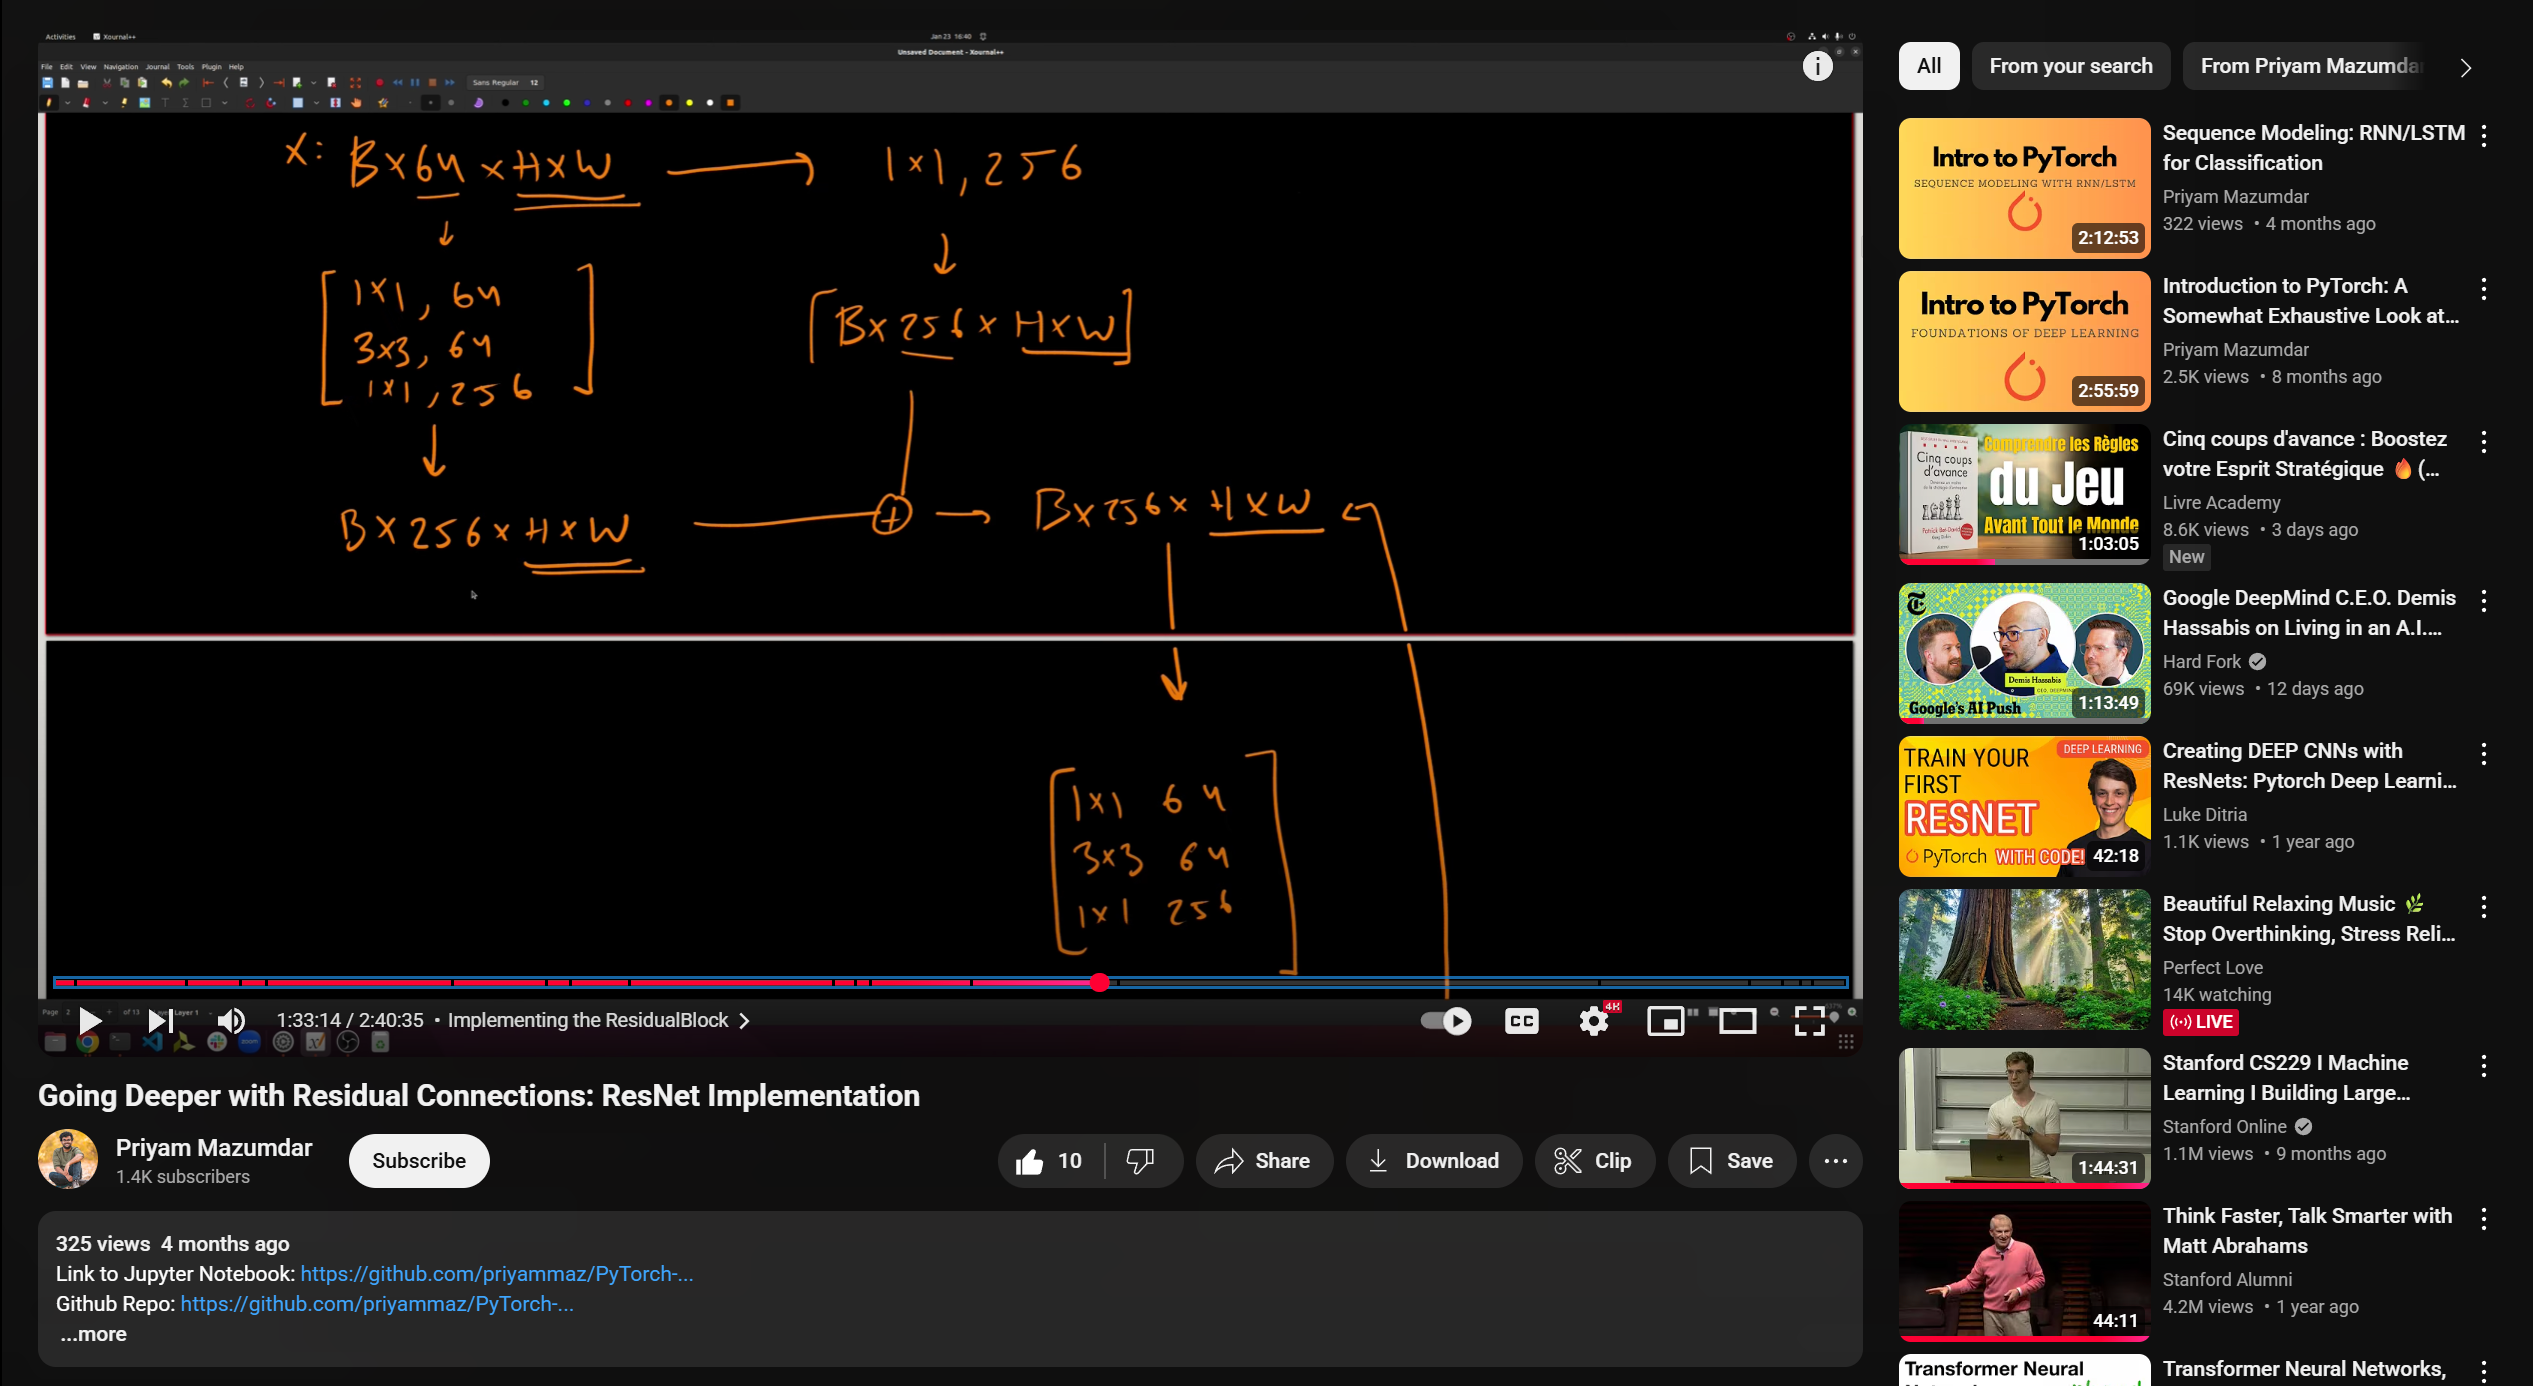 Activities Xournal++
Jan 23 16:40
Unsaved Document - Xournal++
File Edit View Navigation Journal Tools Plugin Help
Sans Regular 12
X: B×64×H×W 1×1, 256
1×1, 64
3×3, 64
1×1, 256
B×256×H×W
B×256×H×W
B×256×H×W
1×1 64
3×3 64
1×1 256
Page 2 of 13 Layer 1
1:33:14 / 2:40:35 • Implementing the ResidualBlock
CC
4K
zoom
Going Deeper with Residual Connections: ResNet Implementation
Priyam Mazumdar
1.4K subscribers
Subscribe
10
Share
Download
Clip
Save
325 views 4 months ago
Link to Jupyter Notebook: https://github.com/priyammaz/PyTorch-...
Github Repo: https://github.com/priyammaz/PyTorch-...
...more
All
From your search
From Priyam Mazumdar
Intro to PyTorch
SEQUENCE MODELING WITH RNN/LSTM
2:12:53
Sequence Modeling: RNN/LSTM
for Classification
Priyam Mazumdar
322 views • 4 months ago
Intro to PyTorch
FOUNDATIONS OF DEEP LEARNING
2:55:59
Introduction to PyTorch: A
Somewhat Exhaustive Look at...
Priyam Mazumdar
2.5K views • 8 months ago
Cinq coups
d'avance
Comprendre les Règles
du Jeu
Avant Tout le Monde
1:03:05
Cinq coups d'avance : Boostez
votre Esprit Stratégique 🔥 (...
Livre Academy
8.6K views • 3 days ago
New
Demis Hassabis
Google's AI Push
1:13:49
Google DeepMind C.E.O. Demis
Hassabis on Living in an A.I....
Hard Fork
69K views • 12 days ago
DEEP LEARNING
TRAIN YOUR
FIRST
RESNET
PyTorch WITH CODE!
42:18
Creating DEEP CNNs with
ResNets: Pytorch Deep Learni...
Luke Ditria
1.1K views • 1 year ago
Beautiful Relaxing Music 🌿
Stop Overthinking, Stress Reli...
Perfect Love
14K watching
LIVE
1:44:31
Stanford CS229 I Machine
Learning I Building Large...
Stanford Online
1.1M views • 9 months ago
44:11
Think Faster, Talk Smarter with
Matt Abrahams
Stanford Alumni
4.2M views • 1 year ago
Transformer Neural
Transformer Neural Networks,